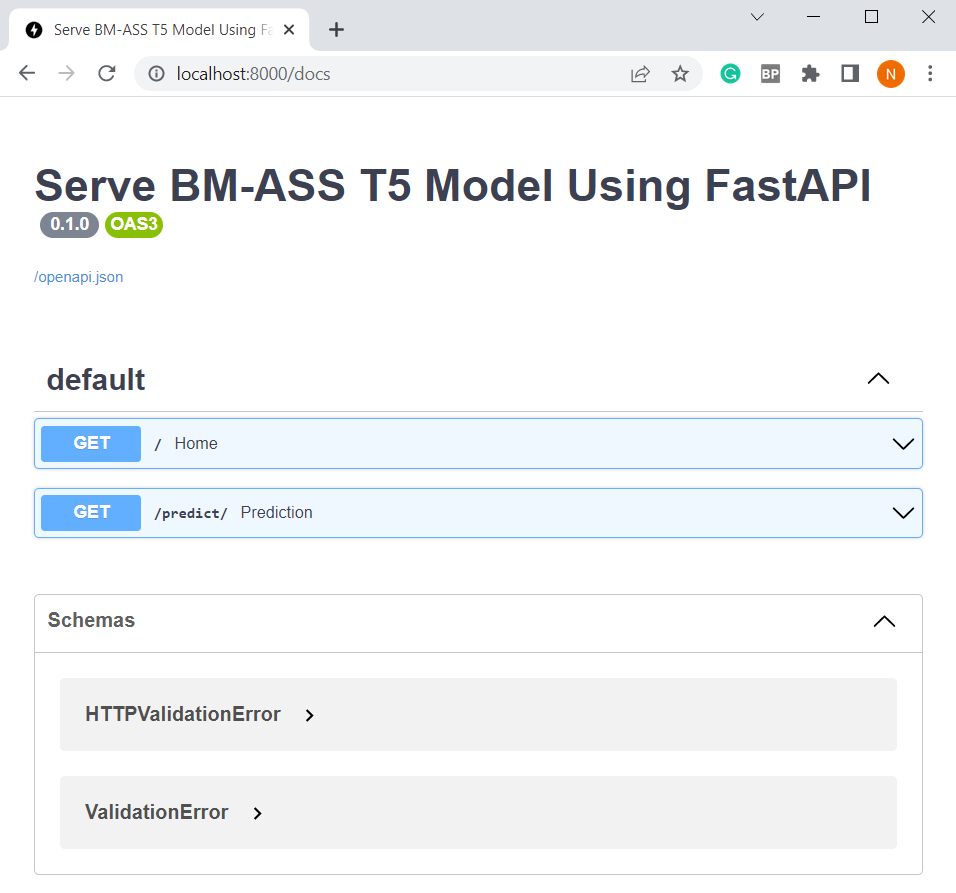 Serve BM-ASS T5 Model Using Fa
localhost:8000/docs
G
BP
N
Serve BM-ASS T5 Model Using FastAPI
0.1.0 OAS3
/openapi.json
default
GET / Home
GET /predict/ Prediction
Schemas
HTTPValidationError
ValidationError